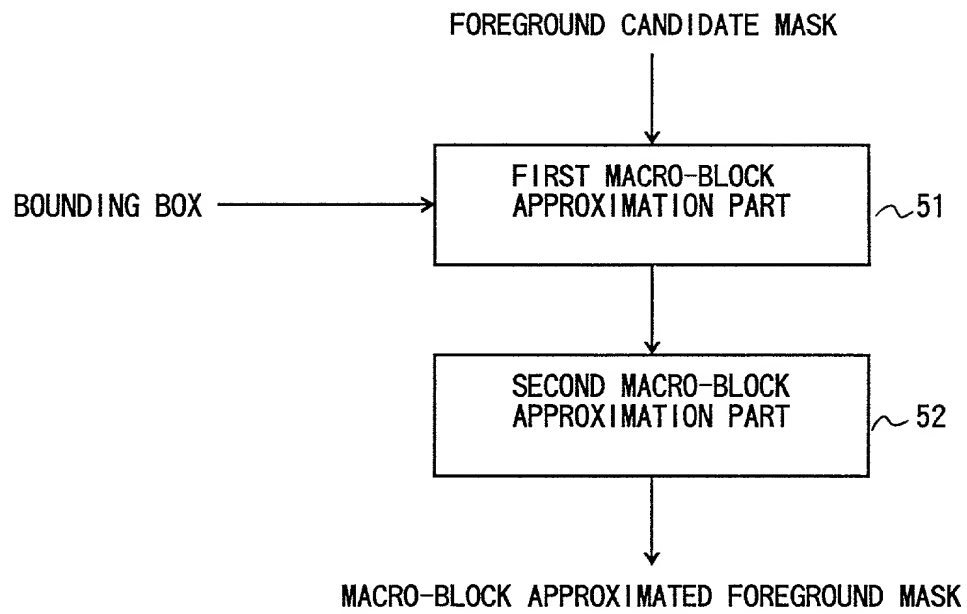 FOREGROUND CANDIDATE MASK
FIRST MACRO-BLOCK
APPROXIMATION PART
BOUNDING BOX
51
SECOND MACRO-BLOCK
APPROXIMATION PART
52
MACRO-BLOCK APPROXIMATED FOREGROUND MASK